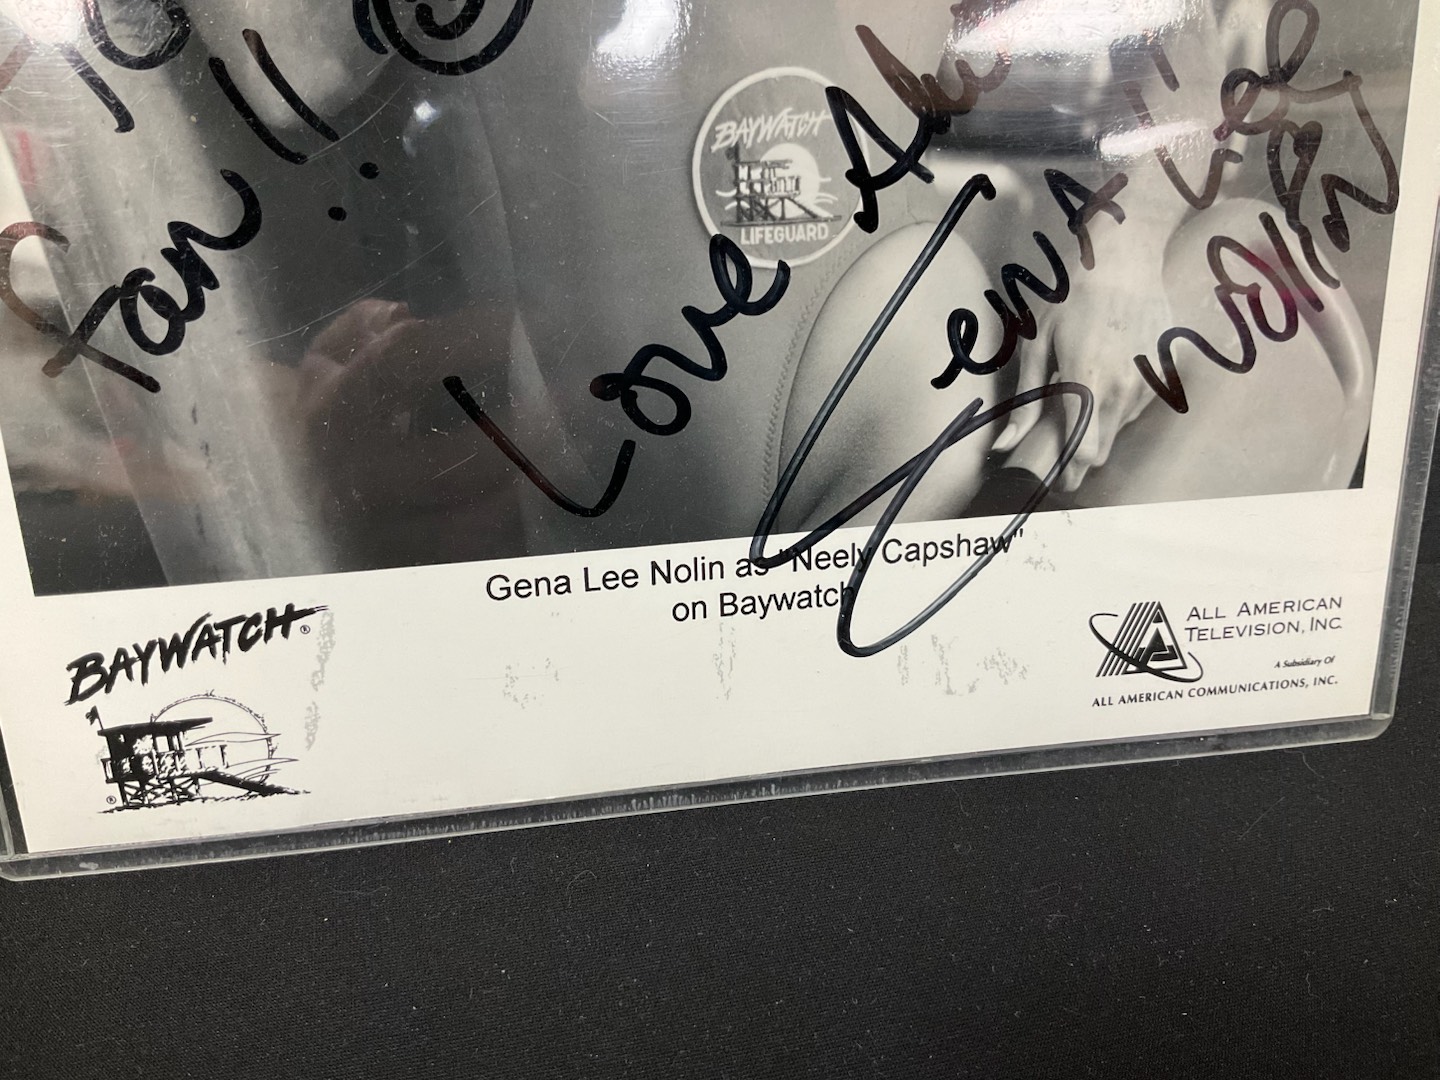 fan!!
BAYWATCH
LIFEGUARD
Love
Gena Lee
Nolin
Gena Lee Nolin as "Neely Capshaw"
on Baywatch
BAYWATCH®
®
ALL AMERICAN
TELEVISION, INC.
A Subsidiary Of
ALL AMERICAN COMMUNICATIONS, INC.